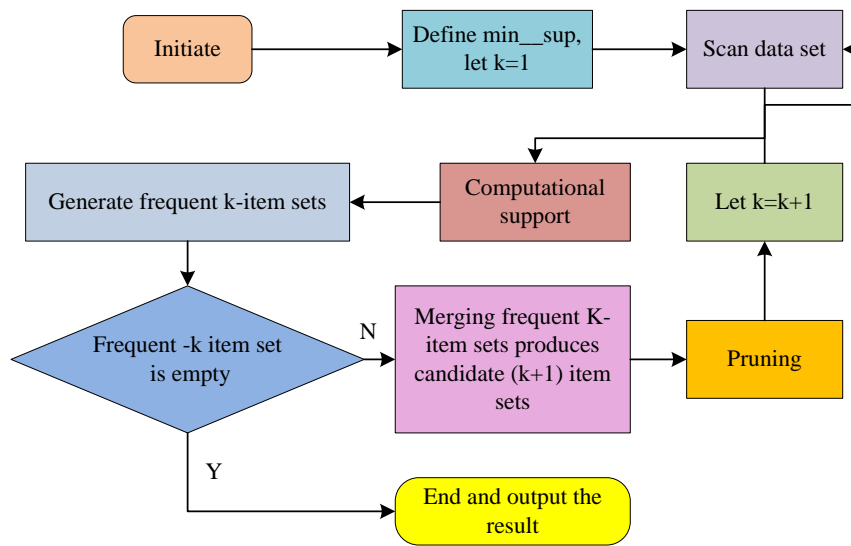 Initiate
Define min__sup,
let k=1
Scan data set
Generate frequent k-item sets
Computational
support
Let k=k+1
Frequent -k item set
is empty
N
Merging frequent K-
item sets produces
candidate (k+1) item
sets
Pruning
Y
End and output the
result